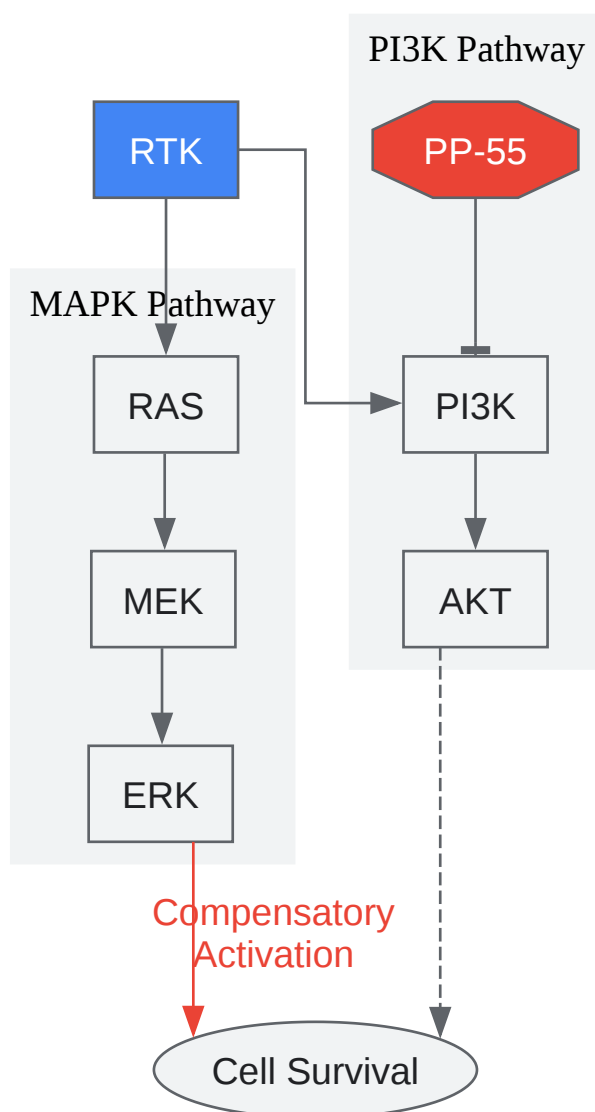 PI3K Pathway
RTK
PP-55
MAPK Pathway
RAS
PI3K
MEK
AKT
ERK
Compensatory
Activation
Cell Survival